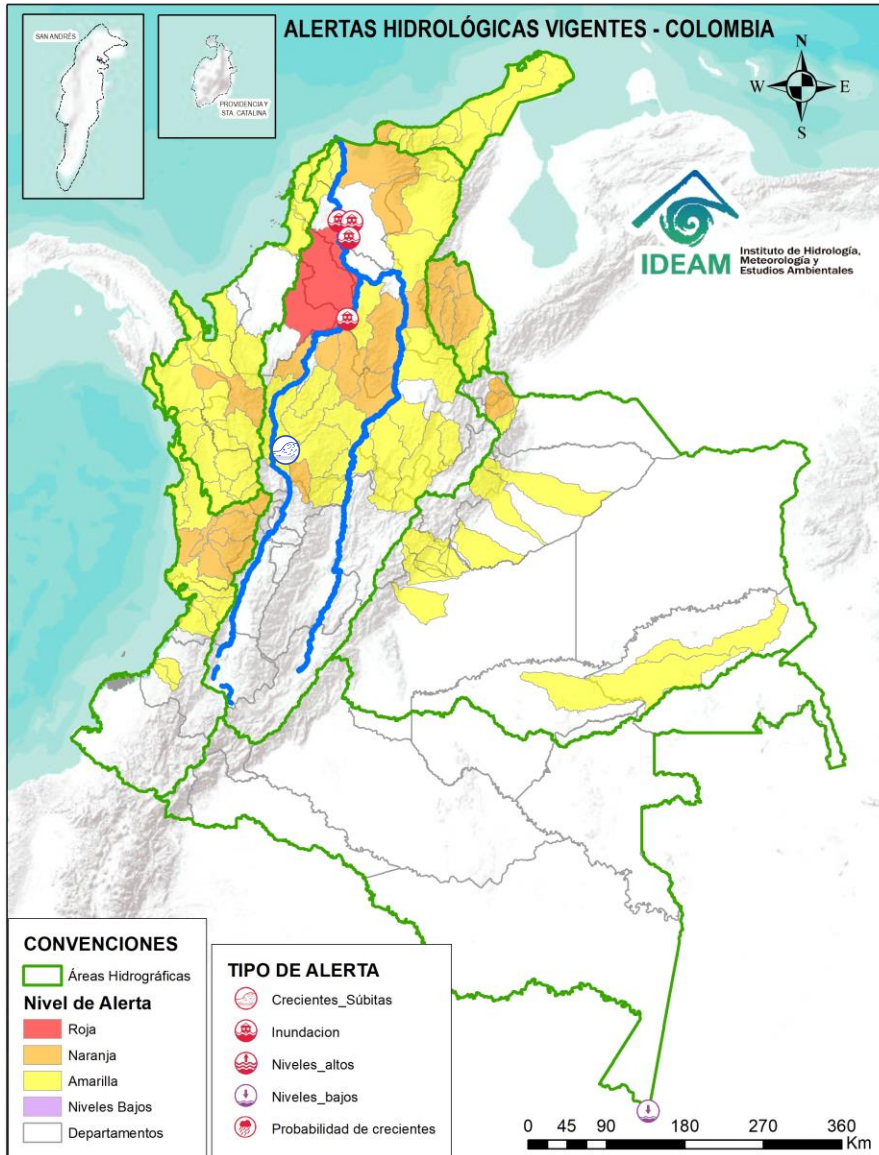 ALERTAS HIDROLÓGICAS VIGENTES - COLOMBIA
SAN ANDRÉS
PROVIDENCIA Y
STA. CATALINA
N
W
E
S
IDEAM
Instituto de Hidrología,
Meteorología y
Estudios Ambientales
CONVENCIONES
Áreas Hidrográficas
Nivel de Alerta
Roja
Naranja
Amarilla
Niveles Bajos
Departamentos
TIPO DE ALERTA
Crecientes_Súbitas
Inundacion
Niveles_altos
Niveles_bajos
Probabilidad de crecientes
0 45 90 180 270 360
Km